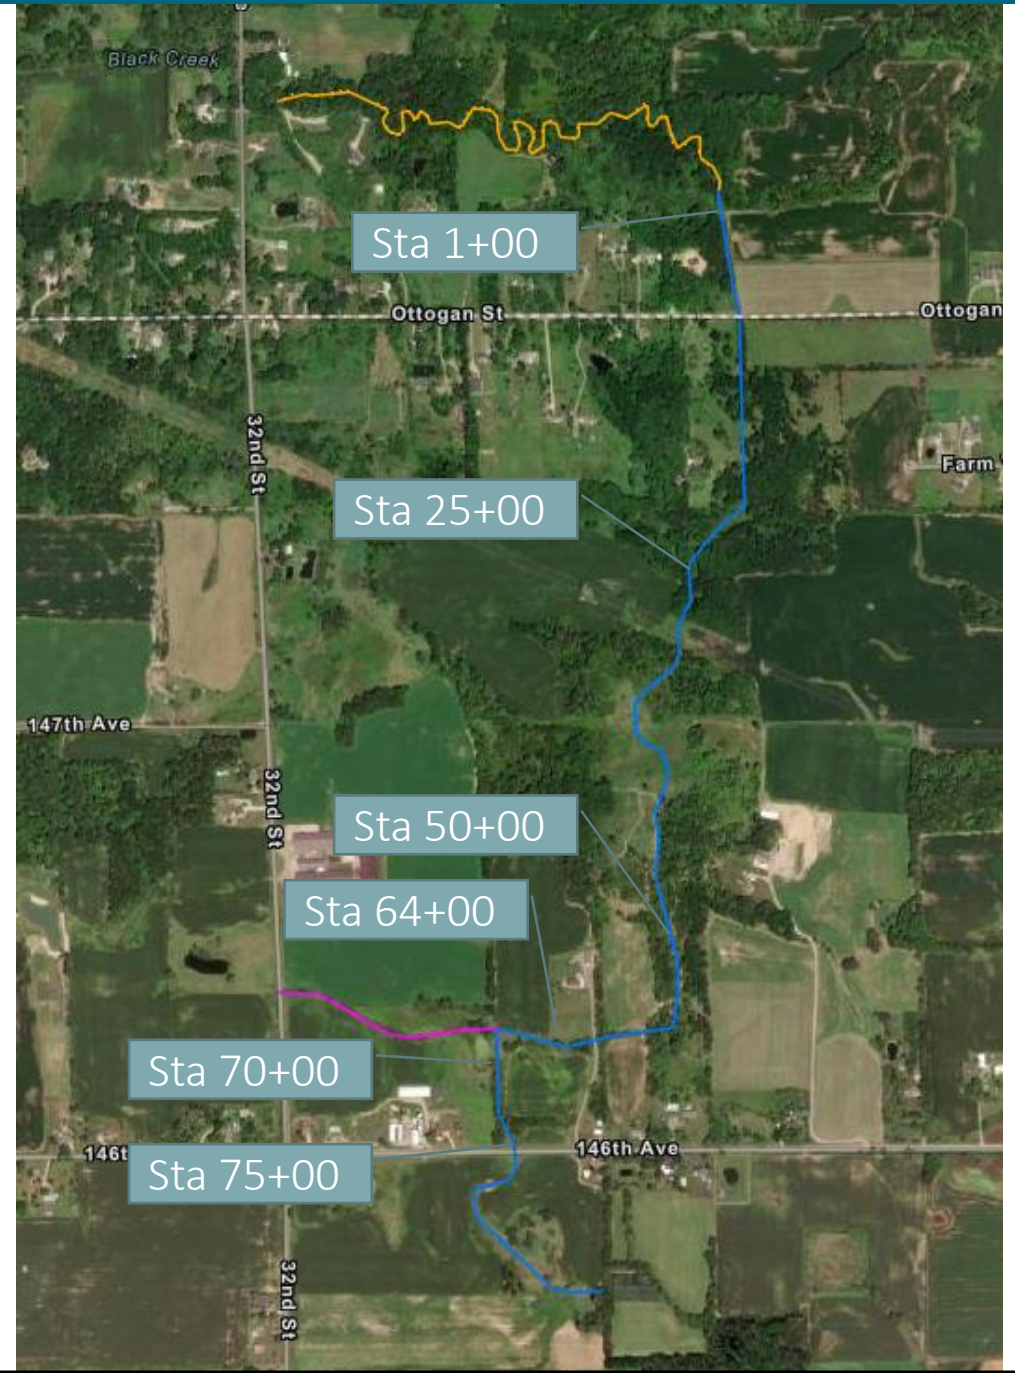 Black Creek
Sta 1+00
Ottogan St
Ottogan
32nd St
Farm
Sta 25+00
147th Ave
32nd St
Sta 50+00
Sta 64+00
Sta 70+00
146t
146th Ave
Sta 75+00
32nd St